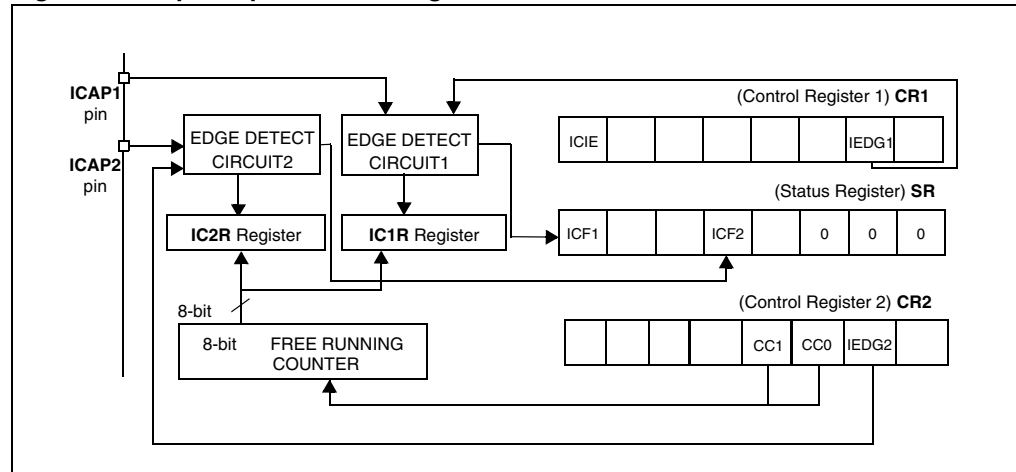 ICAP1
pin
ICAP2
pin
EDGE DETECT
CIRCUIT2
EDGE DETECT
CIRCUIT1
IC2R Register
IC1R Register
8-bit
8-bit FREE RUNNING
COUNTER
(Control Register 1) CR1
ICIE IEDG1
(Status Register) SR
ICF1 ICF2 0 0 0
(Control Register 2) CR2
CC1 CC0 IEDG2